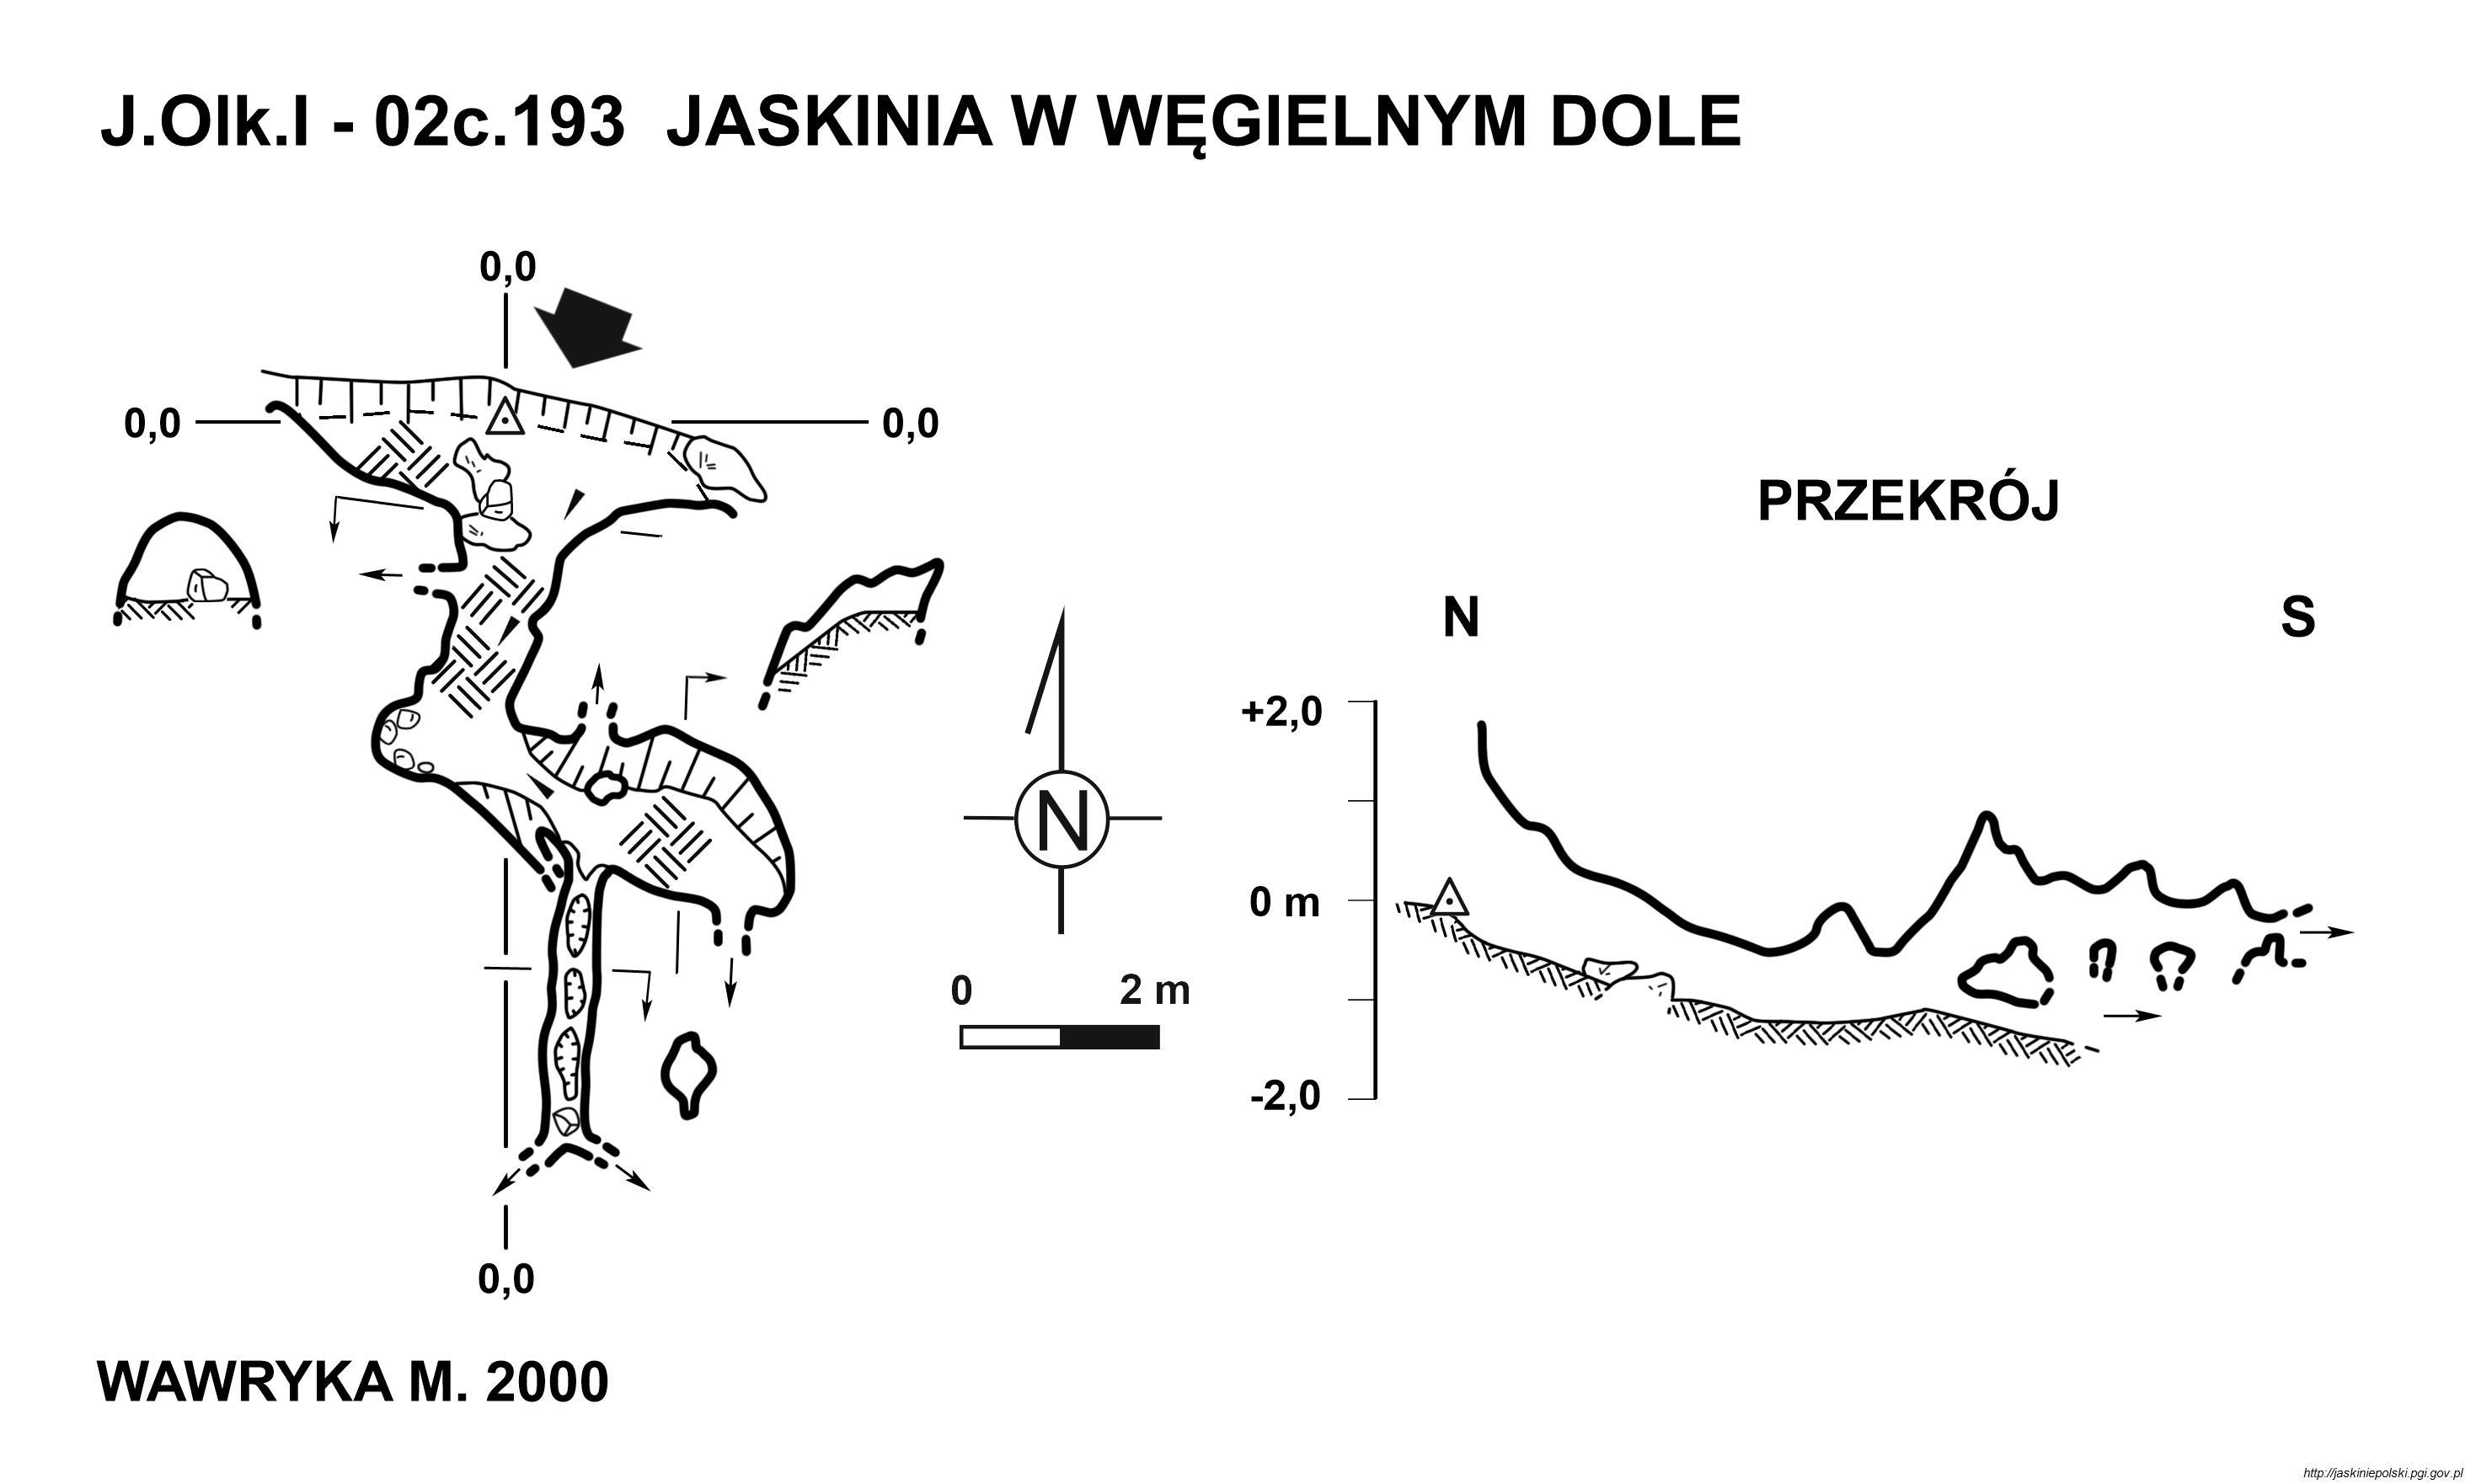 J.Olk.I - 02c.193 JASKINIA W WĘGIELNYM DOLE
0,0
0,0
0,0
PRZEKRÓJ
N
S
+2,0
N
0 m
0
2 m
-2,0
0,0
WAWRYKA M. 2000
http://jaskiniepolski.pgi.gov.pl